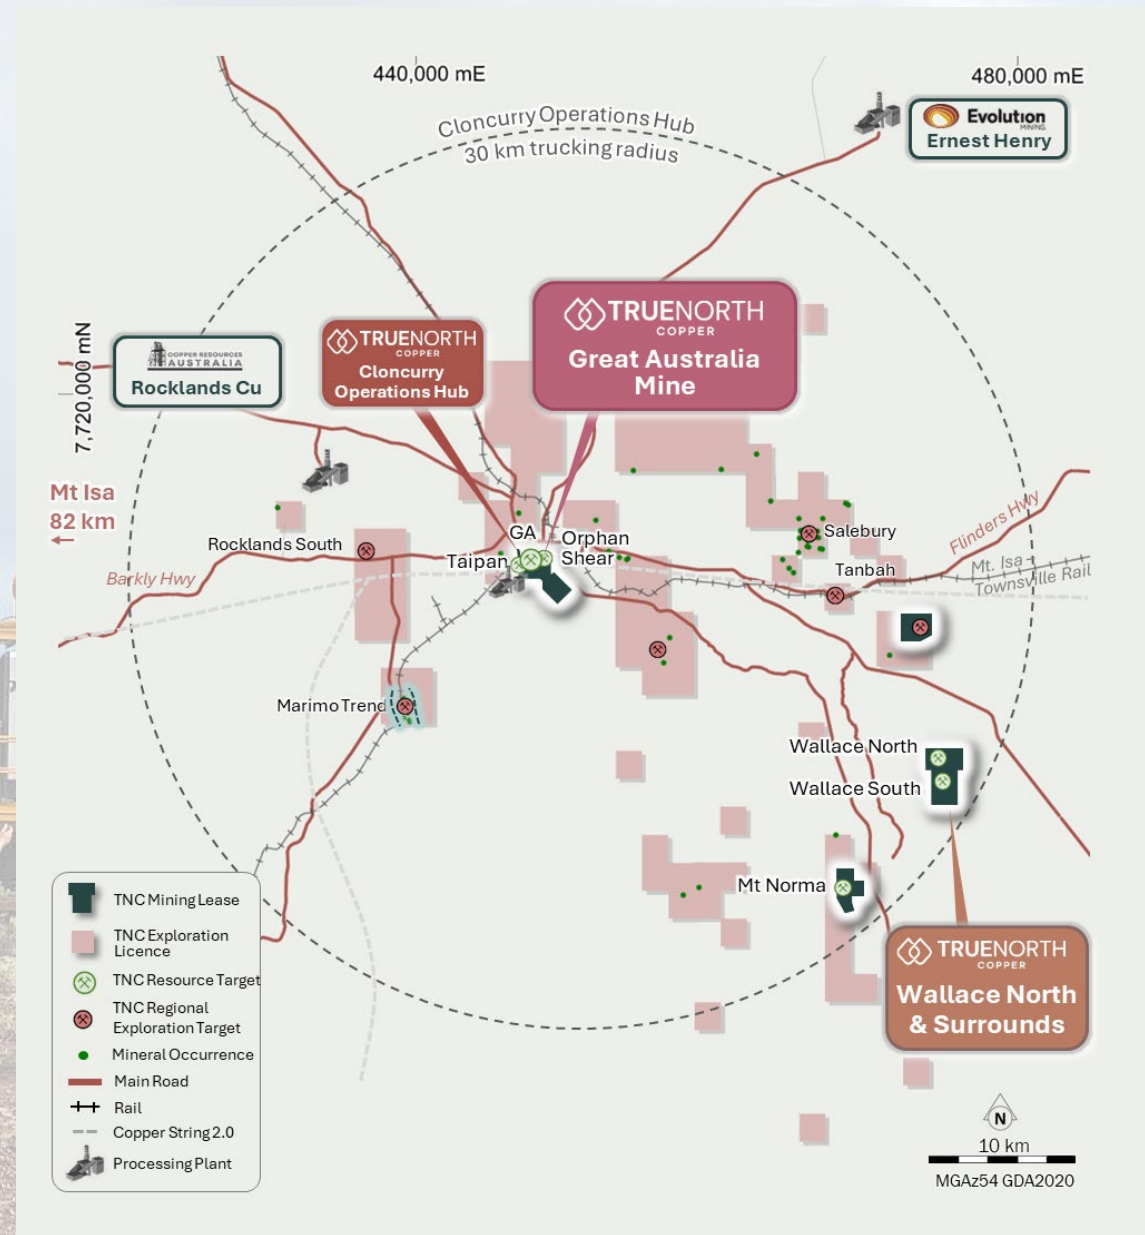 440,000 mE
480,000 mE
Cloncurry Operations Hub
30 km trucking radius
Evolution
MINING
Ernest Henry
TRUENORTH
COPPER
Great Australia
Mine
TRUENORTH
COPPER
Cloncurry
Operations Hub
COPPER RESOURCES
AUSTRALIA
Rocklands Cu
7,720,000 mN
Mt Isa
82 km
Rocklands South
Barkly Hwy
GA
Taipan
Orphan
Shear
Salebury
Tanbah
Flinders Hwy
Mt. Isa -
Townsville Rail
Marimo Trend
Wallace North
Wallace South
Mt Norma
TRUENORTH
COPPER
Wallace North
& Surrounds
TNC Mining Lease
TNC Exploration
Licence
TNC Resource Target
TNC Regional
Exploration Target
Mineral Occurrence
Main Road
Rail
Copper String 2.0
Processing Plant
N
10 km
MGAz54 GDA2020